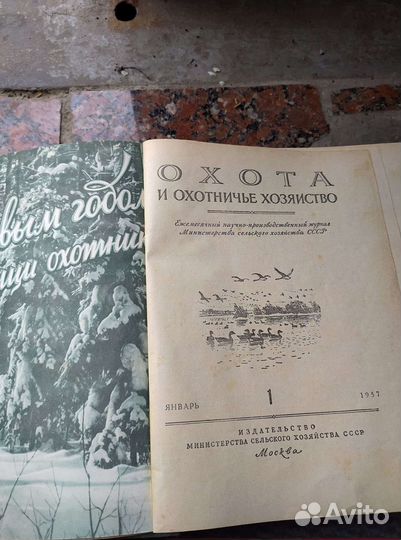 вым годом
щи охотник
ОХОТА
И ОХОТНИЧЬЕ ХОЗЯЙСТВО
Ежемесячный научно-производственный журнал
Министерства сельского хозяйства СССР
ЯНВАРЬ 1 1957
ИЗДАТЕЛЬСТВО
МИНИСТЕРСТВА СЕЛЬСКОГО ХОЗЯЙСТВА СССР
Москва
Avito